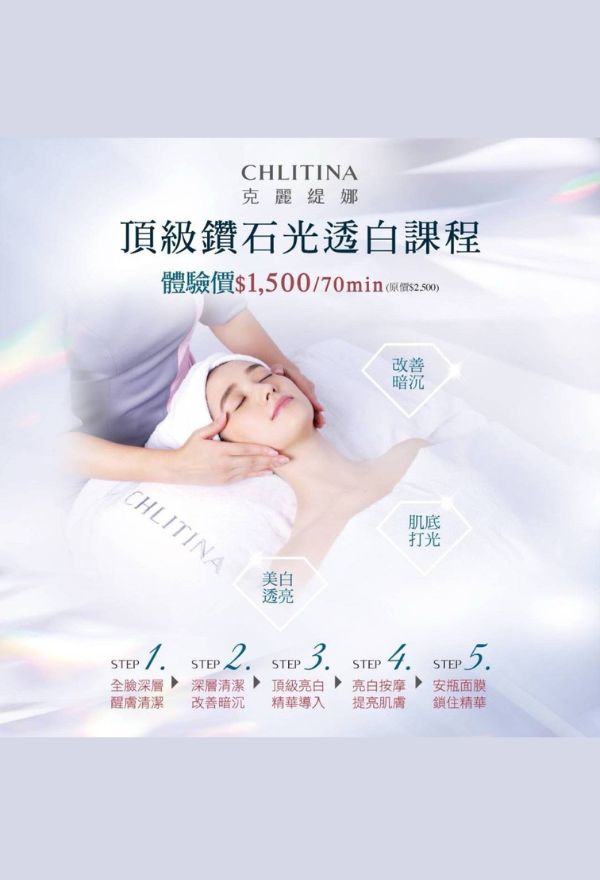 CHLITINA
克麗緹娜
頂級鑽石光透白課程
體驗價$1,500/70min(原價$2,500)
改善
暗沉
肌底
打光
美白
透亮
CHLITINA
STEP 1. STEP 2. STEP 3. STEP 4. STEP 5.
全臉深層 深層清潔 頂級亮白 亮白按摩 安瓶面膜
醒膚清潔 改善暗沉 精華導入 提亮肌膚 鎖住精華